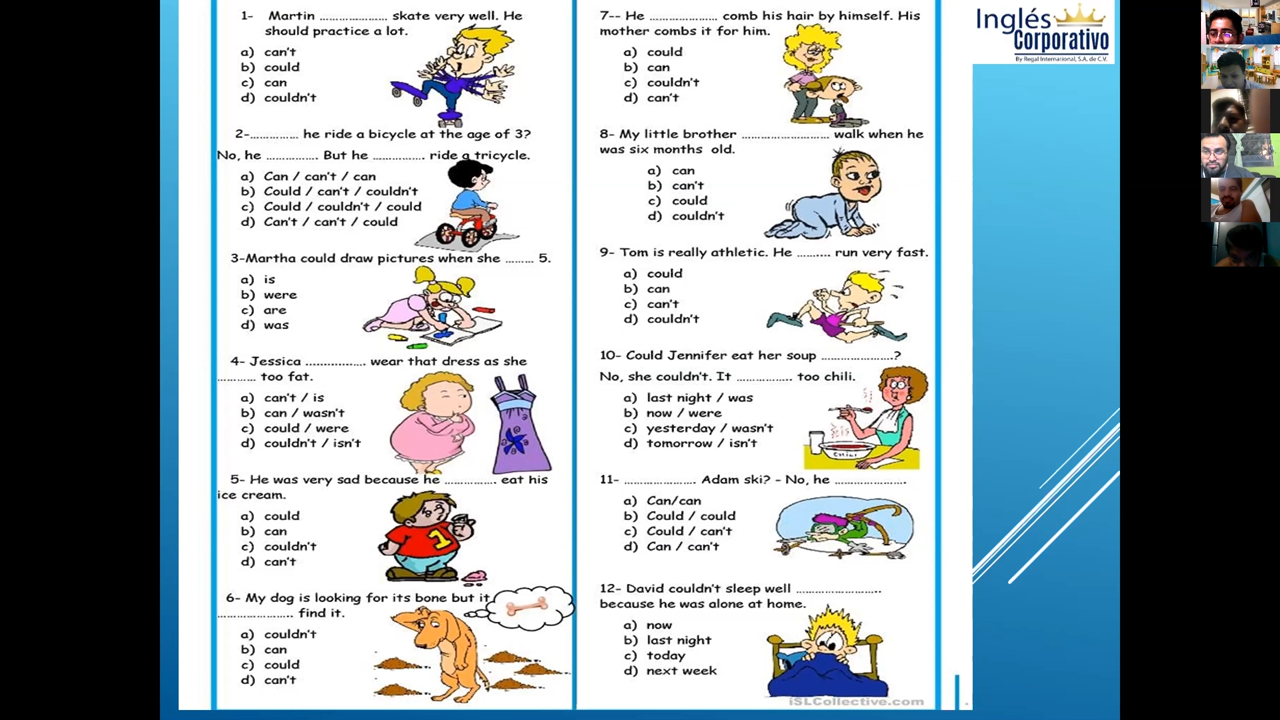 1- Martin ........................ skate very well. He
should practice a lot.
a) can't
b) could
c) can
d) couldn't
2-............... he ride a bicycle at the age of 3?
No, he ................ But he ................ ride a tricycle.
a) Can / can't / can
b) Could / can't / couldn't
c) Could / couldn't / could
d) Can't / can't / could
3-Martha could draw pictures when she ......... 5.
a) is
b) were
c) are
d) was
4- Jessica .................. wear that dress as she
............ too fat.
a) can't / is
b) can / wasn't
c) could / were
d) couldn't / isn't
5- He was very sad because he ................ eat his
ice cream.
a) could
b) can
c) couldn't
d) can't
6- My dog is looking for its bone but it
........................ find it.
a) couldn't
b) can
c) could
d) can't
7-- He ........................ comb his hair by himself. His
mother combs it for him.
a) could
b) can
c) couldn't
d) can't
8- My little brother ........................... walk when he
was six months old.
a) can
b) can't
c) could
d) couldn't
9- Tom is really athletic. He .......... run very fast.
a) could
b) can
c) can't
d) couldn't
10- Could Jennifer eat her soup ........................?
No, she couldn't. It ................. too chili.
a) last night / was
b) now / were
c) yesterday / wasn't
d) tomorrow / isn't
CHILI
11- ........................ Adam ski? - No, he ........................
a) Can/can
b) Could / could
c) Could / can't
d) Can / can't
12- David couldn't sleep well ...........................
because he was alone at home.
a) now
b) last night
c) today
d) next week
iSLCollective.com
Inglés
Corporativo
By Regal International, S.A. de C.V.
1